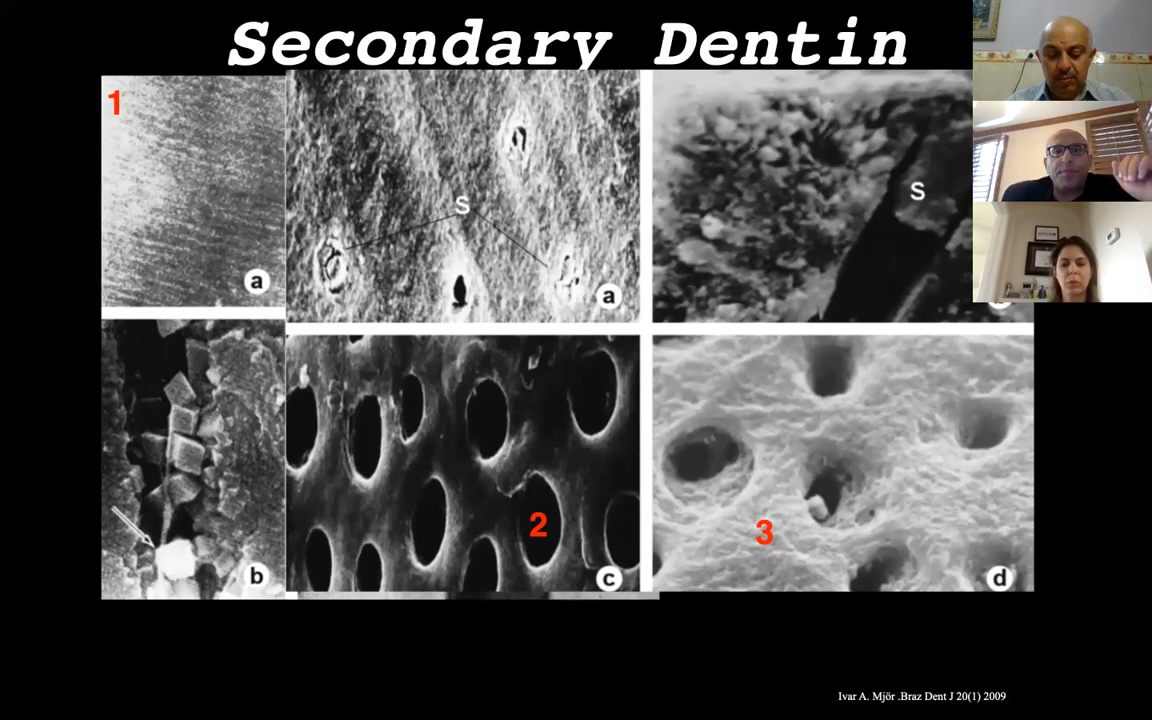 Secondary Dentin
1
a
S
a
S
b
2
c
3
d
Ivar A. Mjör .Braz Dent J 20(1) 2009